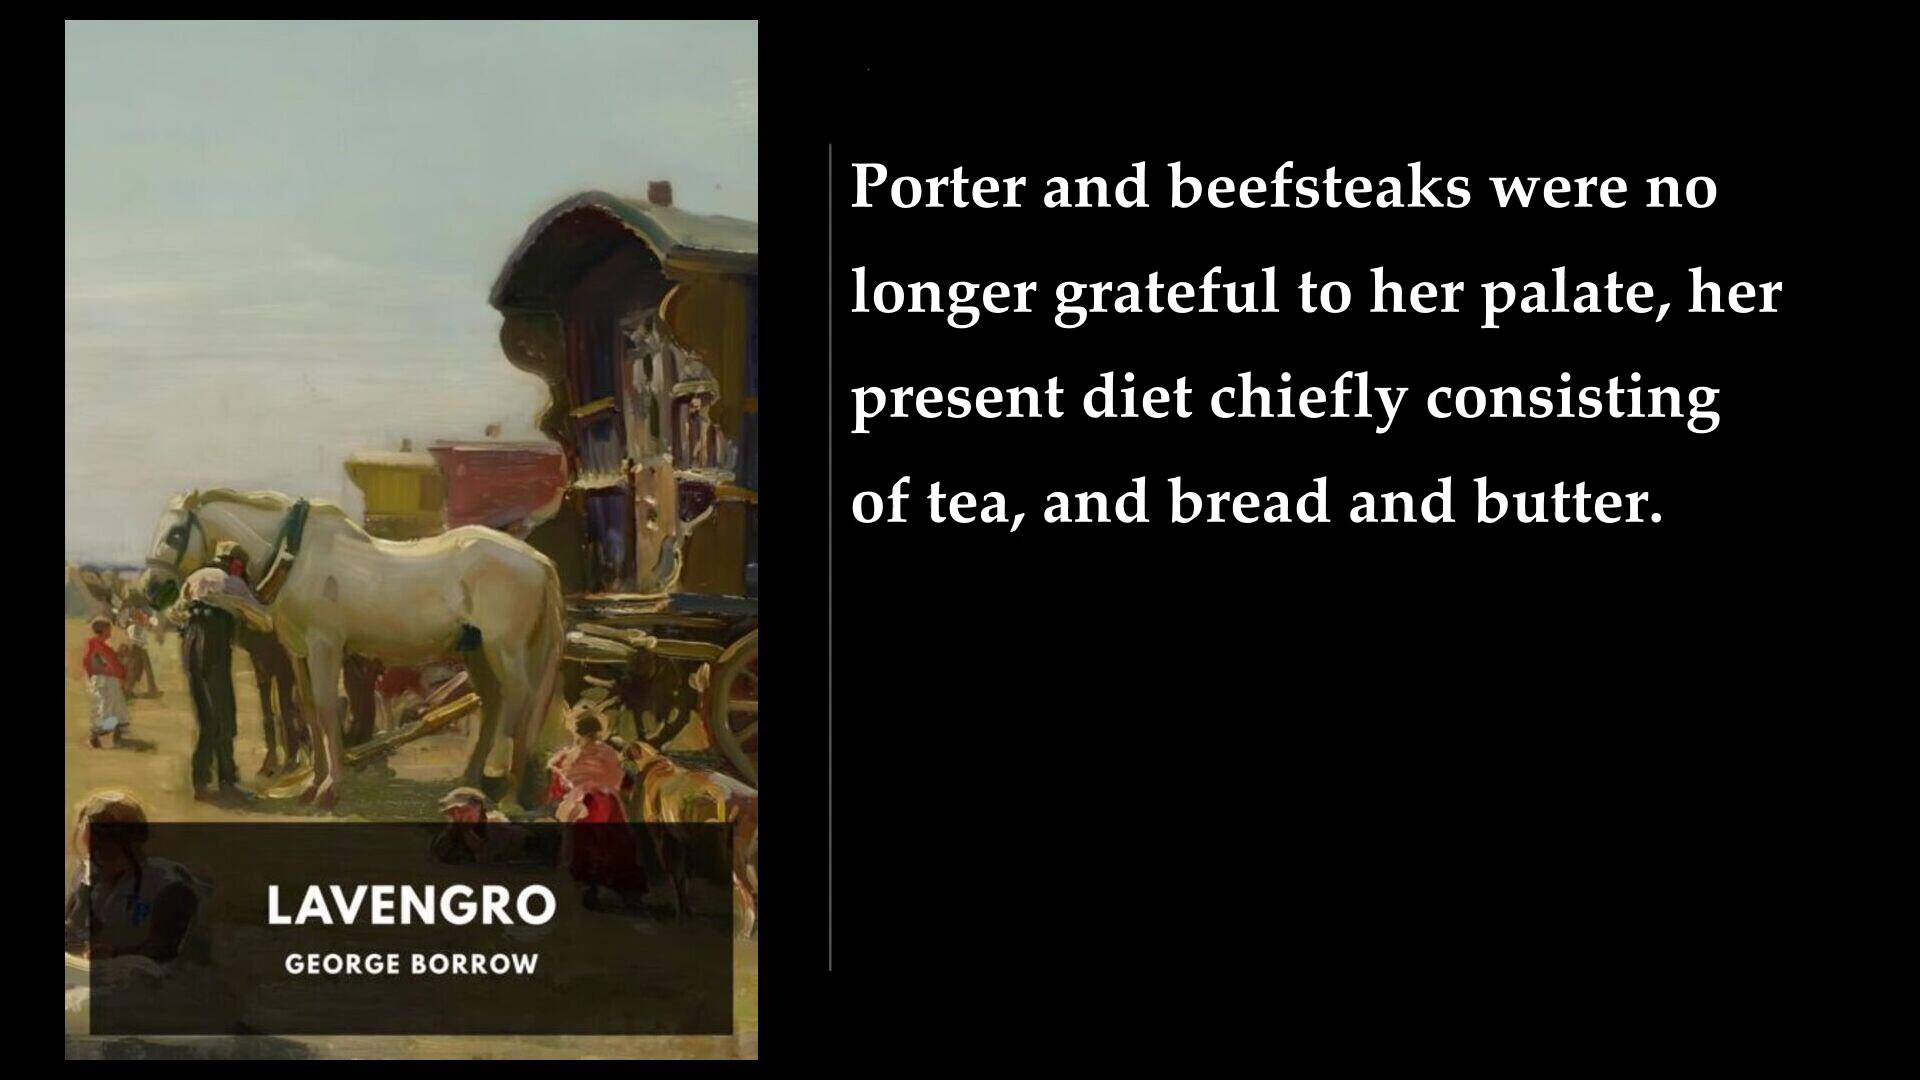 Porter and beefsteaks were no
longer grateful to her palate, her
present diet chiefly consisting
of tea, and bread and butter.
LAVENGRO
GEORGE BORROW